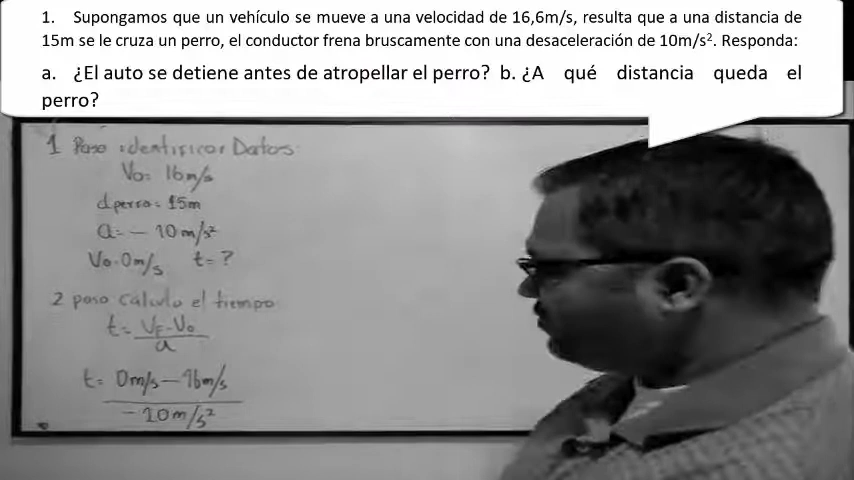 1. Supongamos que un vehículo se mueve a una velocidad de 16,6m/s, resulta que a una distancia de
15m se le cruza un perro, el conductor frena bruscamente con una desaceleración de 10m/s². Responda:
a. ¿El auto se detiene antes de atropellar el perro? b. ¿A qué distancia queda el
perro?
1 Paso identificar Datos
Vo= 16m/s
d perro= 15m
a= - 10 m/s²
Vo=0m/s t= ?
2 paso calculo el tiempo
t= VF-Vo
a
t= 0m/s - 16m/s
-10m/s²